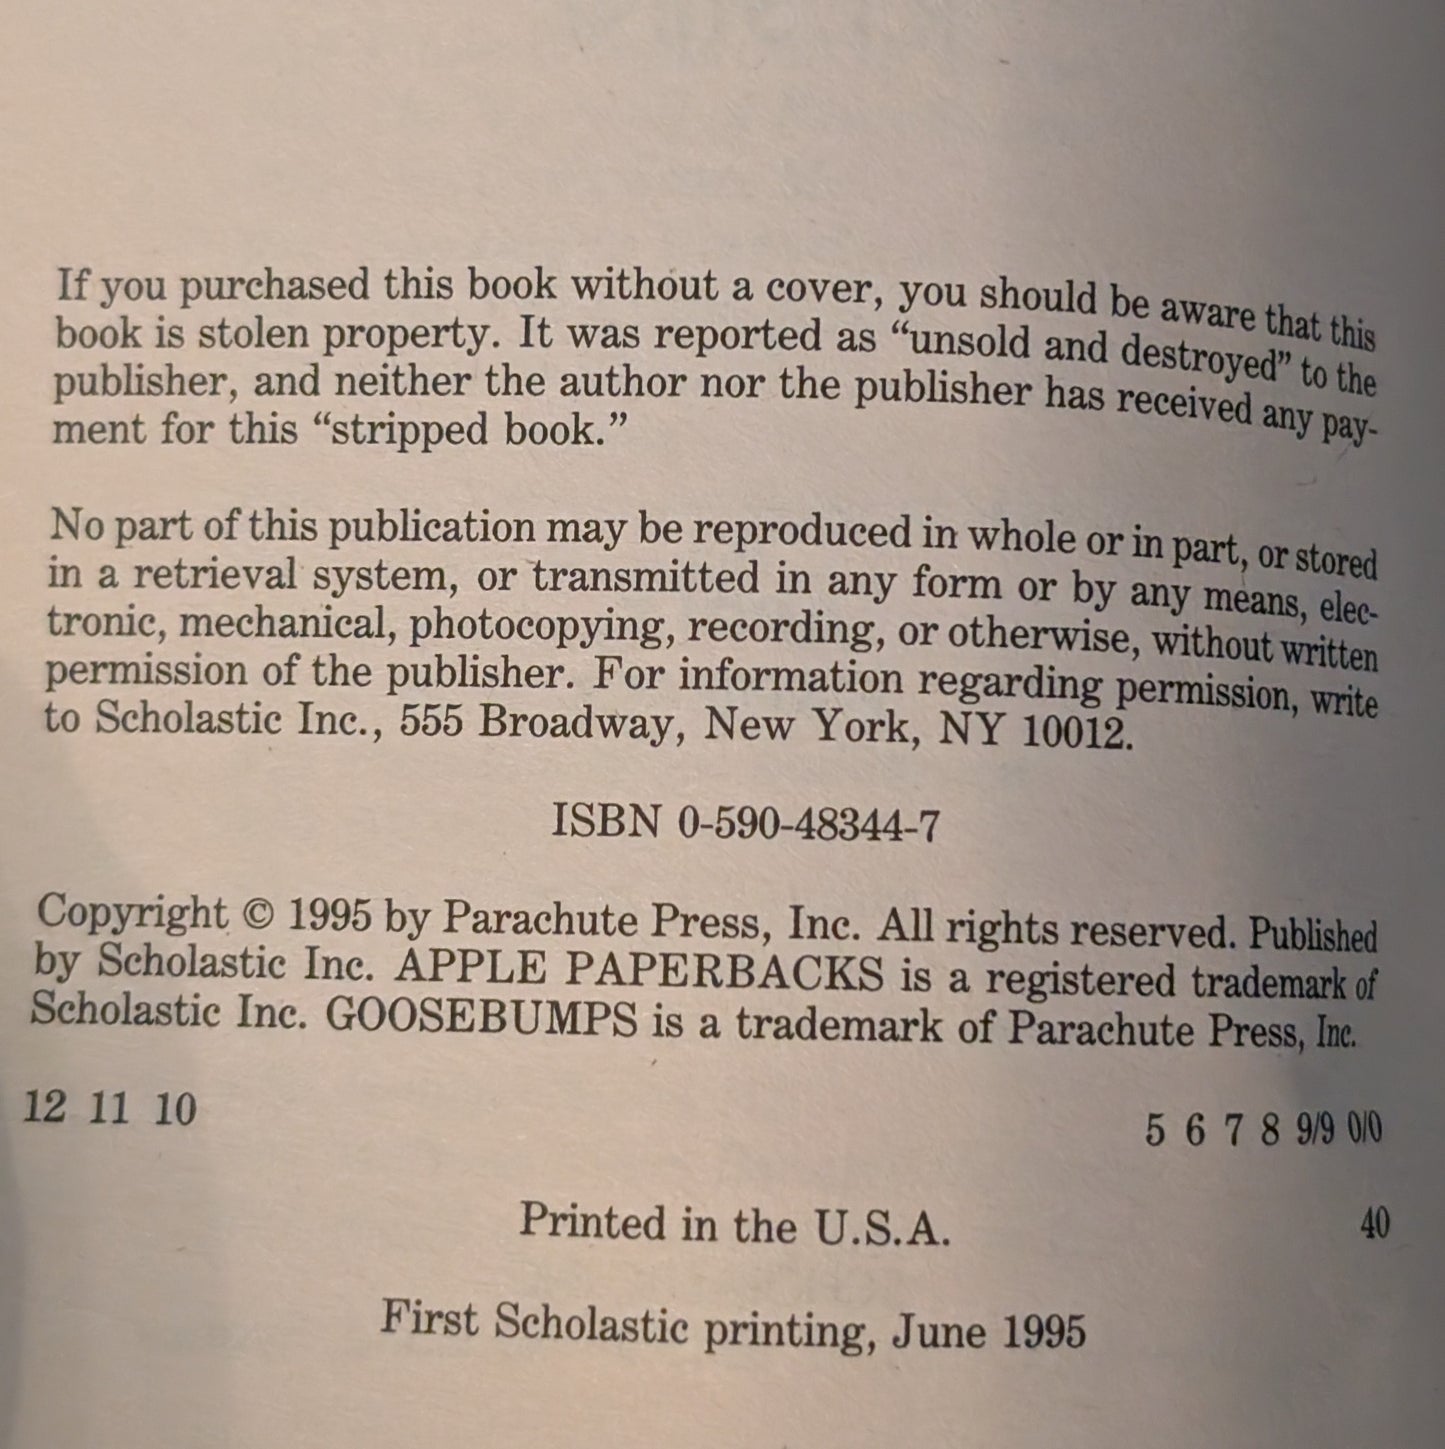 If you purchased this book without a cover, you should be aware that this
book is stolen property. It was reported as “unsold and destroyed” to the
publisher, and neither the author nor the publisher has received any pay-
ment for this “stripped book.”
No part of this publication may be reproduced in whole or in part, or stored
in a retrieval system, or transmitted in any form or by any means, elec-
tronic, mechanical, photocopying, recording, or otherwise, without written
permission of the publisher. For information regarding permission, write
to Scholastic Inc., 555 Broadway, New York, NY 10012.
ISBN 0-590-48344-7
Copyright © 1995 by Parachute Press, Inc. All rights reserved. Published
by Scholastic Inc. APPLE PAPERBACKS is a registered trademark of
Scholastic Inc. GOOSEBUMPS is a trademark of Parachute Press, Inc.
12 11 10 5 6 7 8 9/9 0/0
Printed in the U.S.A. 40
First Scholastic printing, June 1995